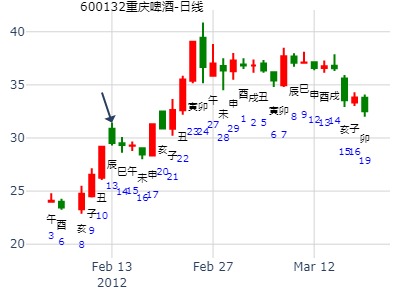 600132重庆啤酒-日线
40
35
30
25
20
午
3
酉
6
亥
8
子
9
丑
10
辰
13
巳
14
午
15
未
16
申
17
亥
20
子
21
丑
22
寅
23
卯
24
午
27
未
28
申
29
酉
1
戌
2
丑
5
寅
6
卯
7
辰
8
巳
9
申
12
酉
13
戌
14
亥
15
子
16
卯
19
Feb 13
2012
Feb 27
Mar 12